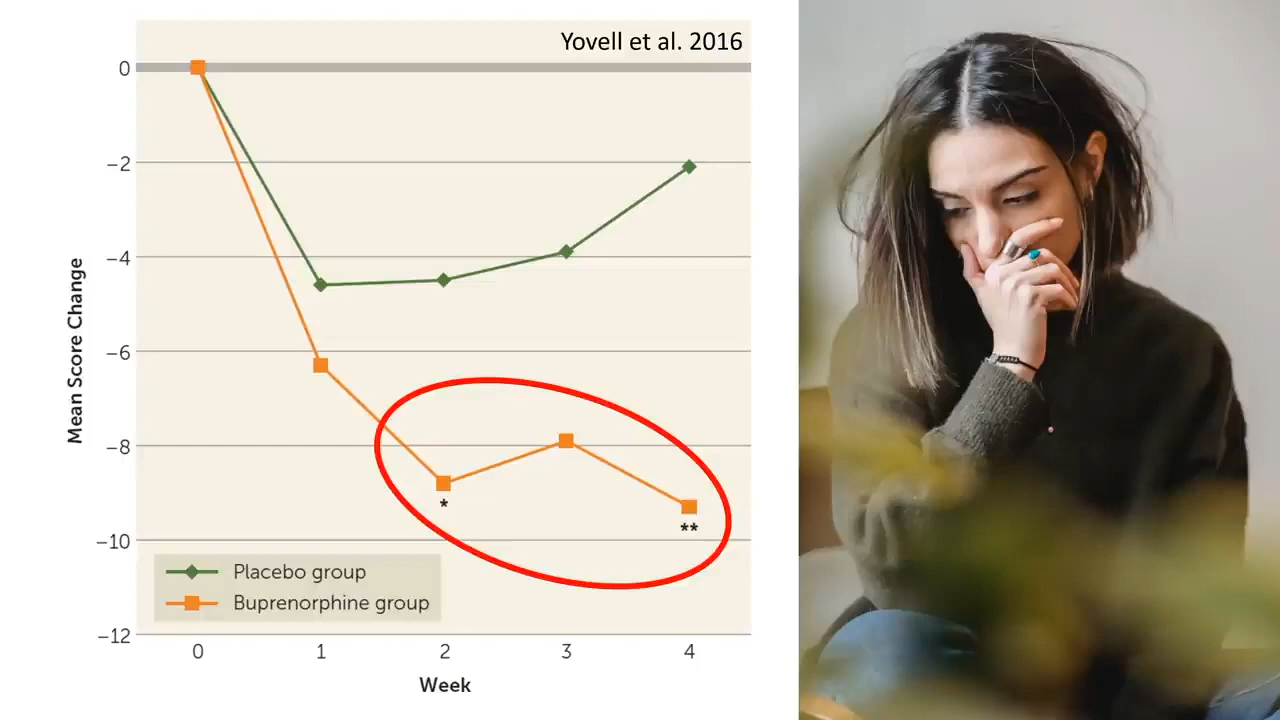 Yovell et al. 2016
0
−2
−4
−6
−8
−10
−12
Mean Score Change
*
**
Placebo group
Buprenorphine group
0 1 2 3 4
Week